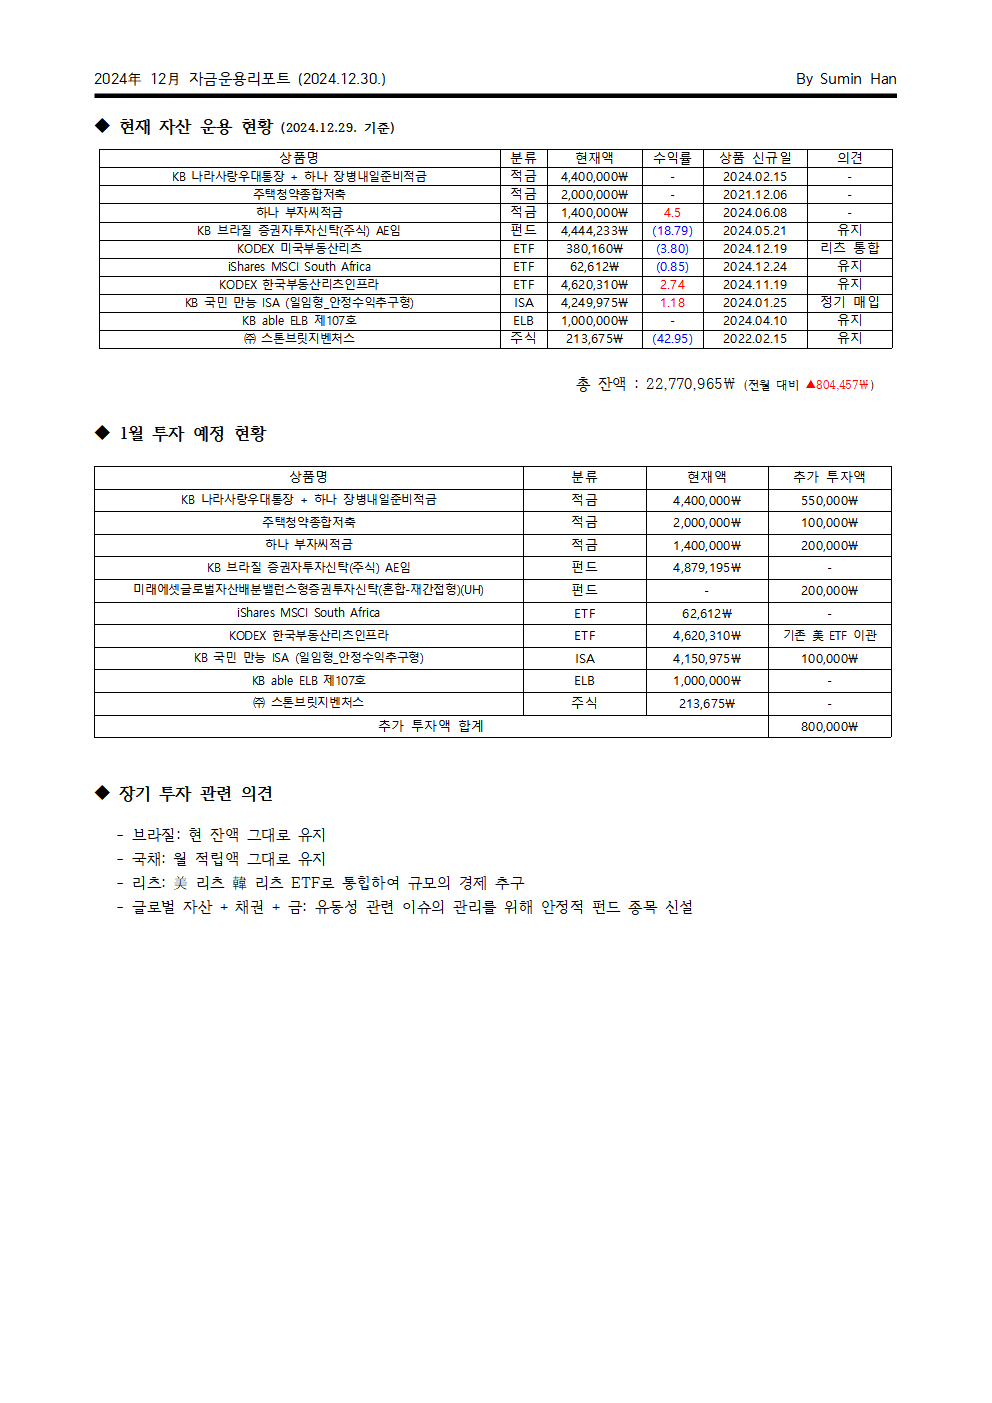 2024年 12月 자금운용리포트 (2024.12.30.) By Sumin Han
◆ 현재 자산 운용 현황 (2024.12.29. 기준)
상품명 분류 현재액 수익률 상품 신규일 의견
KB 나라사랑우대통장 + 하나 장병내일준비적금 적금 4,400,000₩ - 2024.02.15 -
주택청약종합저축 적금 2,000,000₩ - 2021.12.06 -
하나 부자씨적금 적금 1,400,000₩ 4.5 2024.06.08 -
KB 브라질 증권자투자신탁(주식) AE임 펀드 4,444,233₩ (18.79) 2024.05.21 유지
KODEX 미국부동산리츠 ETF 380,160₩ (3.80) 2024.12.19 리츠 통합
iShares MSCI South Africa ETF 62,612₩ (0.85) 2024.12.24 유지
KODEX 한국부동산리츠인프라 ETF 4,620,310₩ 2.74 2024.11.19 유지
KB 국민 만능 ISA (일임형_안정수익추구형) ISA 4,249,975₩ 1.18 2024.01.25 정기 매입
KB able ELB 제107호 ELB 1,000,000₩ - 2024.04.10 유지
㈜ 스톤브릿지벤처스 주식 213,675₩ (42.95) 2022.02.15 유지
총 잔액 : 22,770,965₩ (전월 대비 ▲804,457₩)
◆ 1월 투자 예정 현황
상품명 분류 현재액 추가 투자액
KB 나라사랑우대통장 + 하나 장병내일준비적금 적금 4,400,000₩ 550,000₩
주택청약종합저축 적금 2,000,000₩ 100,000₩
하나 부자씨적금 적금 1,400,000₩ 200,000₩
KB 브라질 증권자투자신탁(주식) AE임 펀드 4,879,195₩ -
미래에셋글로벌자산배분밸런스형증권투자신탁(혼합-재간접형)(UH) 펀드 - 200,000₩
iShares MSCI South Africa ETF 62,612₩ -
KODEX 한국부동산리츠인프라 ETF 4,620,310₩ 기존 美 ETF 이관
KB 국민 만능 ISA (일임형_안정수익추구형) ISA 4,150,975₩ 100,000₩
KB able ELB 제107호 ELB 1,000,000₩ -
㈜ 스톤브릿지벤처스 주식 213,675₩ -
추가 투자액 합계 800,000₩
◆ 장기 투자 관련 의견
- 브라질: 현 잔액 그대로 유지
- 국채: 월 적립액 그대로 유지
- 리츠: 美 리츠 韓 리츠 ETF로 통힙하여 규모의 경제 추구
- 글로벌 자산 + 채권 + 금: 유동성 관련 이슈의 관리를 위해 안정적 펀드 종목 신설